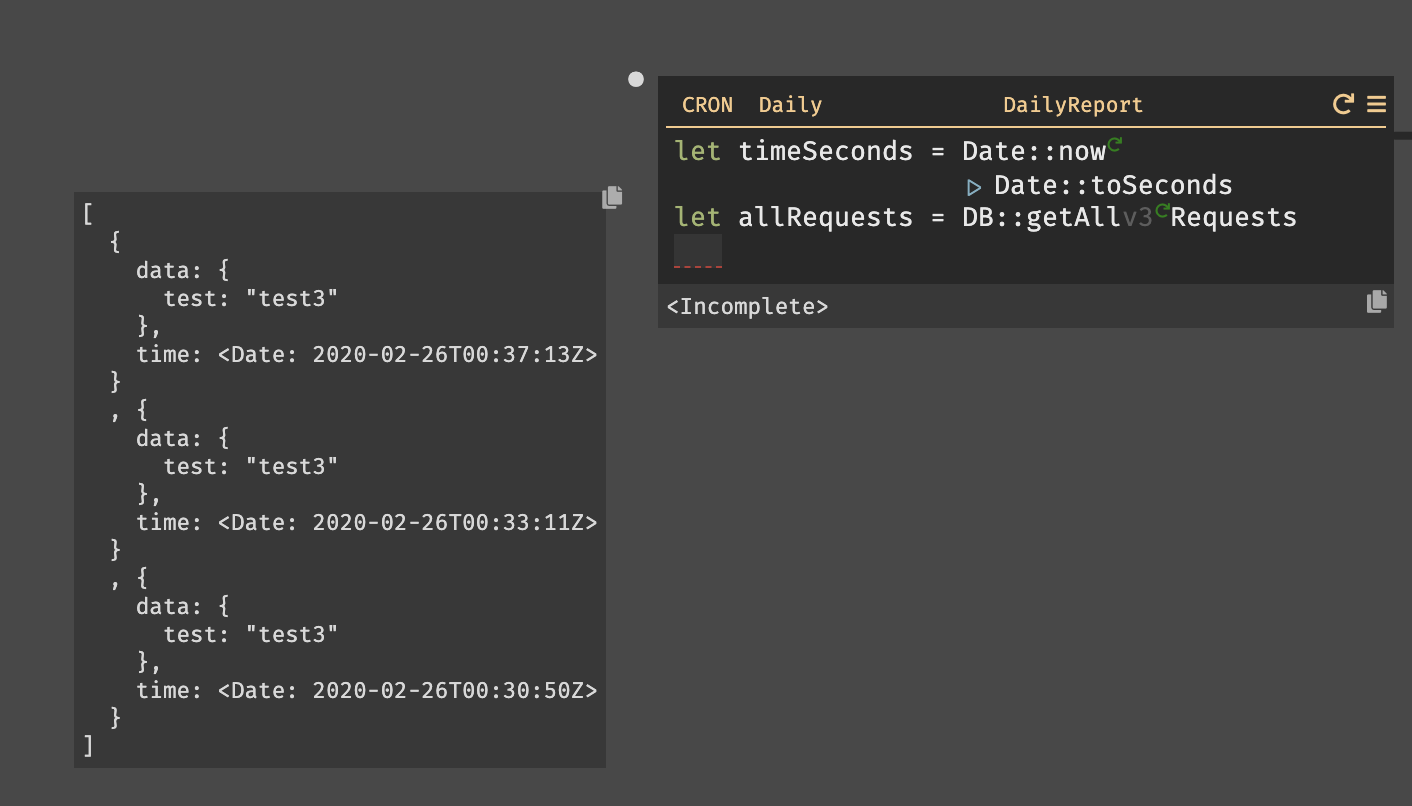 CRON Daily DailyReport
let timeSeconds = Date::now
Date::toSeconds
let allRequests = DB::getAllv3Requests
<Incomplete>
[
  {
    data: {
      test: "test3"
    },
    time: <Date: 2020-02-26T00:37:13Z>
  }
  , {
    data: {
      test: "test3"
    },
    time: <Date: 2020-02-26T00:33:11Z>
  }
  , {
    data: {
      test: "test3"
    },
    time: <Date: 2020-02-26T00:30:50Z>
  }
]